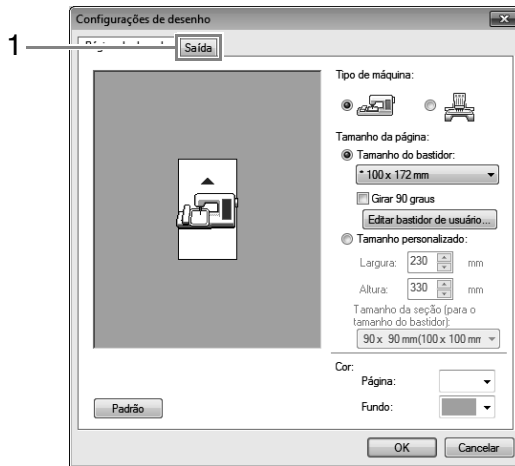 Configurações de desenho
1
Saída
Tipo de máquina:
Tamanho da página:
Tamanho do bastidor:
* 100 x 172 mm
Girar 90 graus
Editar bastidor de usuário...
Tamanho personalizado:
Largura: 230 mm
Altura: 330 mm
Tamanho da seção (para o
tamanho do bastidor):
90 x 90 mm(100 x 100 mm
Cor:
Página:
Padrão
Fundo:
OK
Cancelar